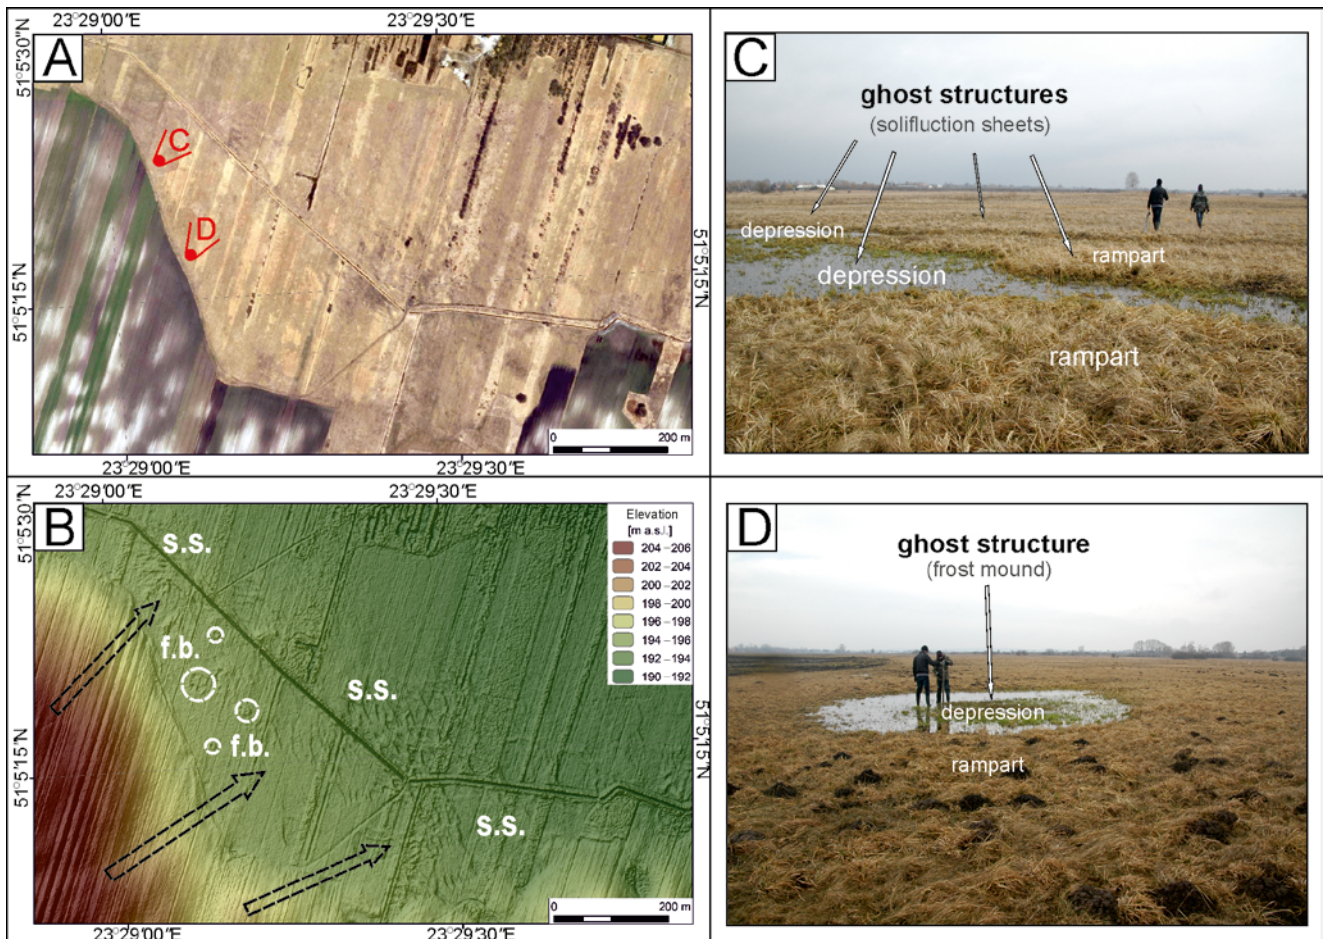 23°29'00"E 23°29'30"E
A
51°5'30"N
C
D
51°5'15"N
51°5'15"N
0 200 m
23°29'00"E 23°29'30"E
C
ghost structures
(solifluction sheets)
depression
depression
rampart
rampart
23°29'00"E 23°29'30"E
B
51°5'30"N
s.s.
f.b.
s.s.
f.b.
s.s.
Elevation
[m a.s.l.]
204–206
202–204
200–202
198–200
196–198
194–196
192–194
190–192
51°5'15"N
51°5'15"N
0 200 m
23°29'00"E 23°29'30"E
D
ghost structure
(frost mound)
depression
rampart